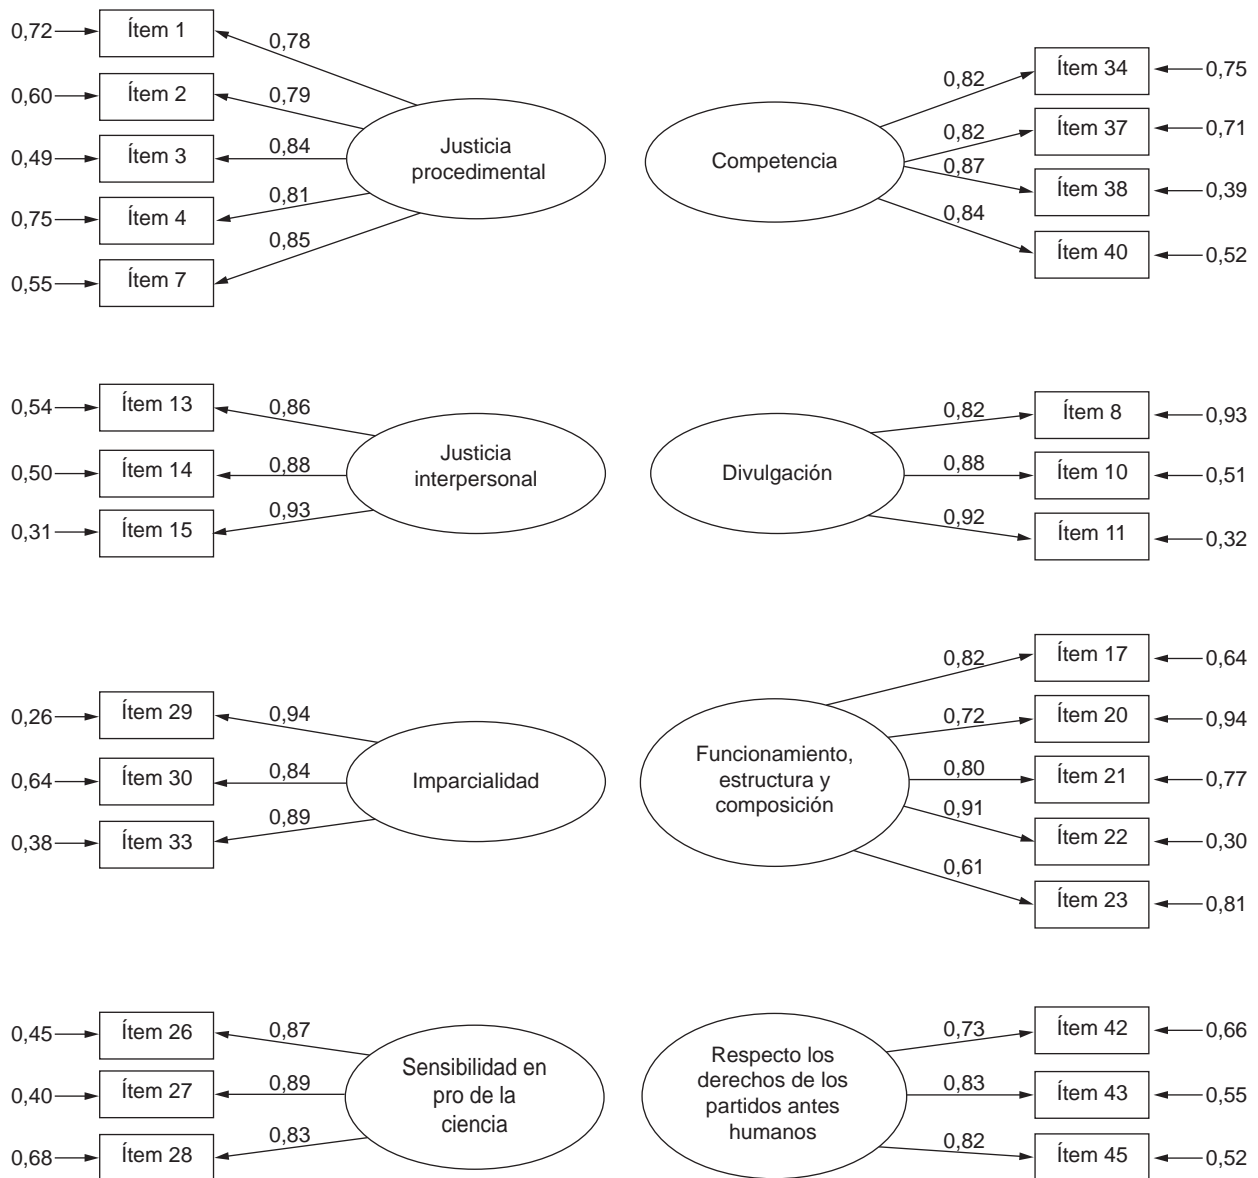 0,72
Ítem 1
0,78
0,60
Ítem 2
0,79
0,49
Ítem 3
0,84
0,75
Ítem 4
0,81
0,55
Ítem 7
0,85
Justicia
procedimental
Competencia
0,82
Ítem 34
0,75
0,82
Ítem 37
0,71
0,87
Ítem 38
0,39
0,84
Ítem 40
0,52
0,54
Ítem 13
0,86
0,50
Ítem 14
0,88
0,31
Ítem 15
0,93
Justicia
interpersonal
Divulgación
0,82
Ítem 8
0,93
0,88
Ítem 10
0,51
0,92
Ítem 11
0,32
0,26
Ítem 29
0,94
0,64
Ítem 30
0,84
0,38
Ítem 33
0,89
Imparcialidad
Funcionamiento,
estructura y
composición
0,82
Ítem 17
0,64
0,72
Ítem 20
0,94
0,80
Ítem 21
0,77
0,91
Ítem 22
0,30
0,61
Ítem 23
0,81
0,45
Ítem 26
0,87
0,40
Ítem 27
0,89
0,68
Ítem 28
0,83
Sensibilidad en
pro de la
ciencia
Respecto los
derechos de los
partidos antes
humanos
0,73
Ítem 42
0,66
0,83
Ítem 43
0,55
0,82
Ítem 45
0,52